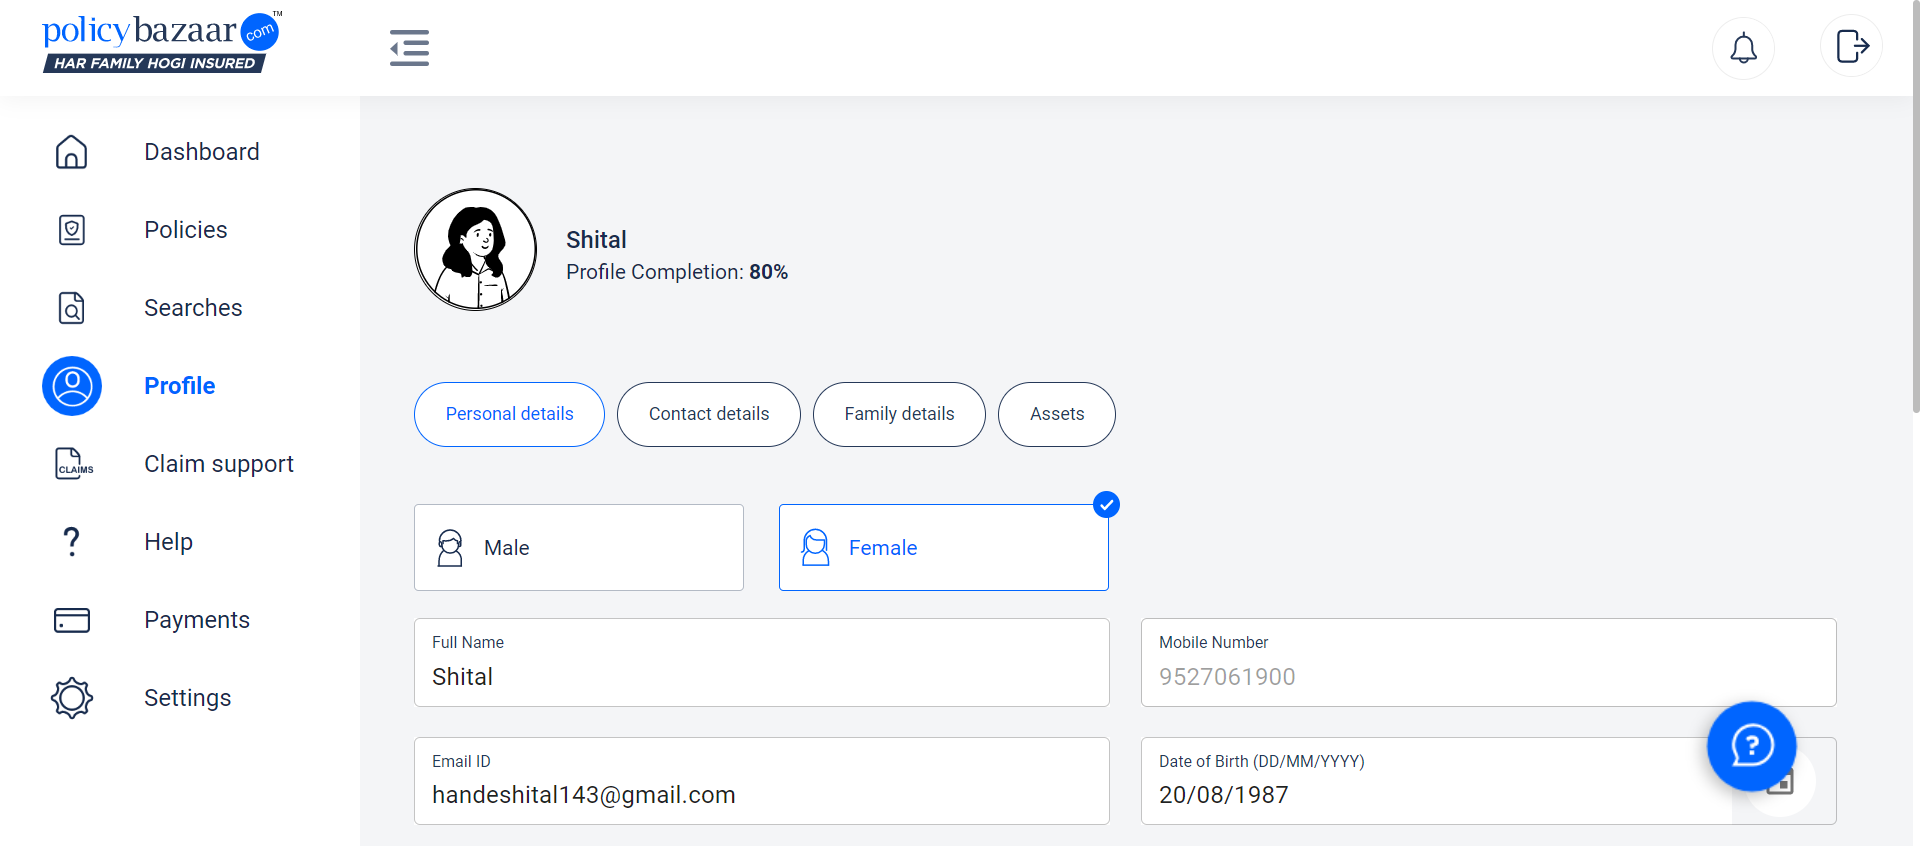 policybazaar com ™
HAR FAMILY HOGI INSURED
Dashboard
Policies
Searches
Profile
CLAIMS
Claim support
Help
Payments
Settings
Shital
Profile Completion: 80%
Personal details
Contact details
Family details
Assets
Male
Female
Full Name
Shital
Mobile Number
9527061900
Email ID
handeshital143@gmail.com
Date of Birth (DD/MM/YYYY)
20/08/1987